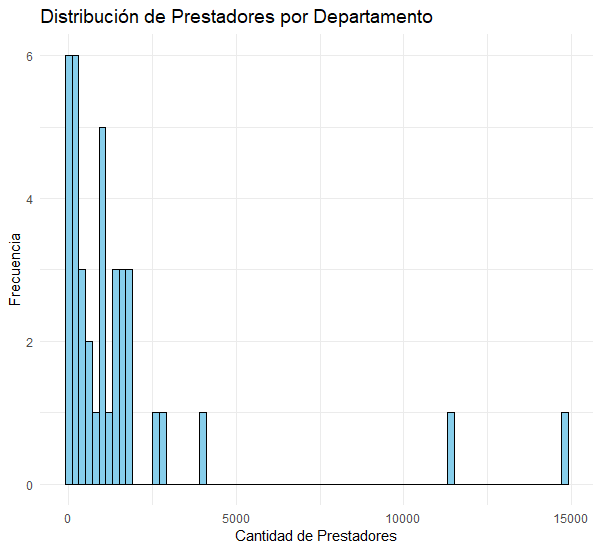 Distribución de Prestadores por Departamento
Frecuencia
6
4
2
0
0 5000 10000 15000
Cantidad de Prestadores